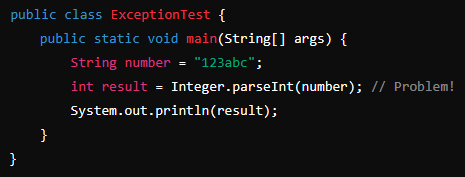 public class ExceptionTest {
    public static void main(String[] args) {
        String number = "123abc";
        int result = Integer.parseInt(number); // Problem!
        System.out.println(result);
    }
}